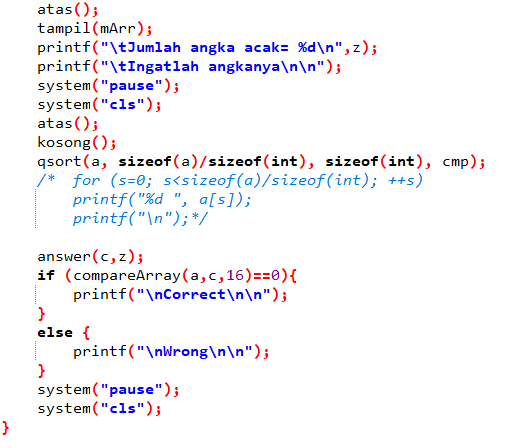 atas();
tampil(mArr);
printf("\tJumlah angka acak= %d\n",z);
printf("\tIngatlah angkanya\n\n");
system("pause");
system("cls");
atas();
kosong();
qsort(a, sizeof(a)/sizeof(int), sizeof(int), cmp);
/*  for (s=0; s<sizeof(a)/sizeof(int); ++s)
printf("%d ", a[s]);
printf("\n");*/
answer(c,z);
if (compareArray(a,c,16)==0){
printf("\nCorrect\n\n");
}
else {
printf("\nWrong\n\n");
}
system("pause");
system("cls");
}